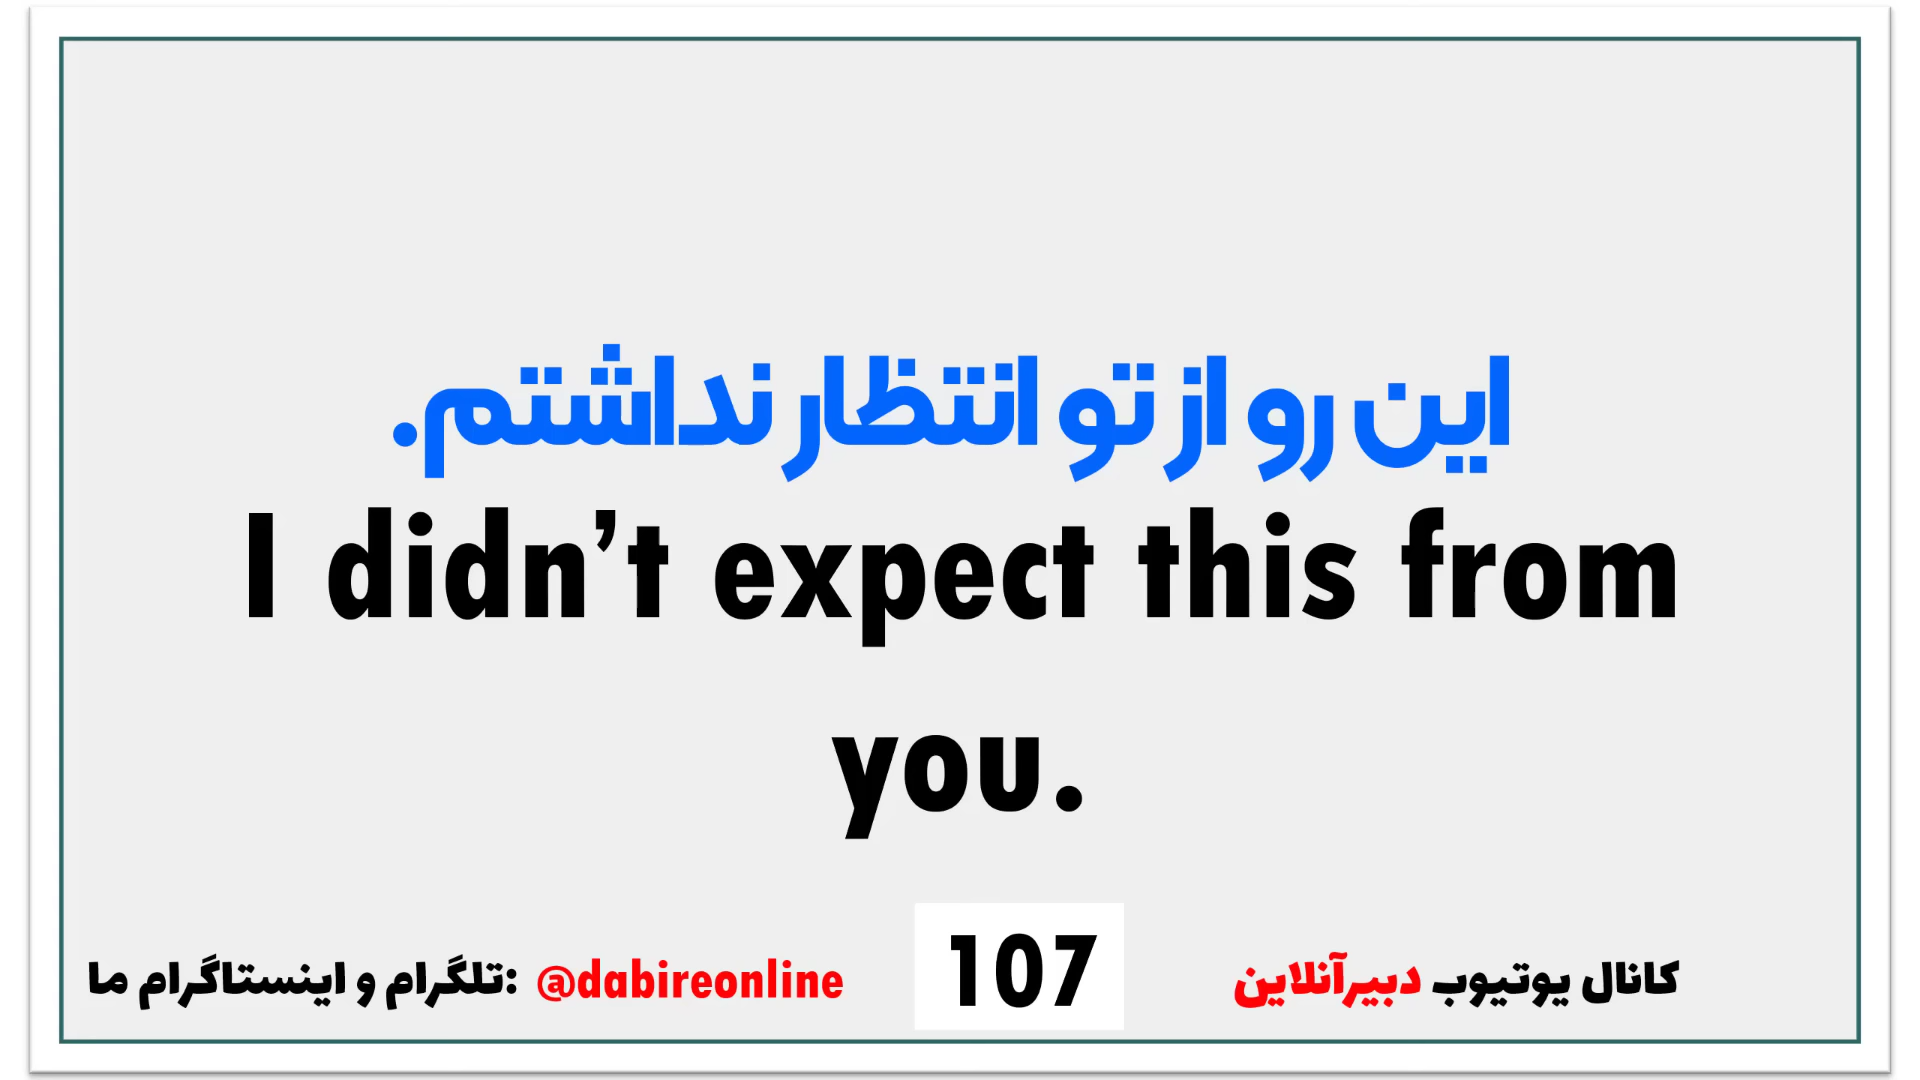 این رو از تو انتظار نداشتم.
I didn’t expect this from
you.
تلگرام و اینستاگرام ما: @dabireonline
107
کانال یوتیوب دبیرآنلاین